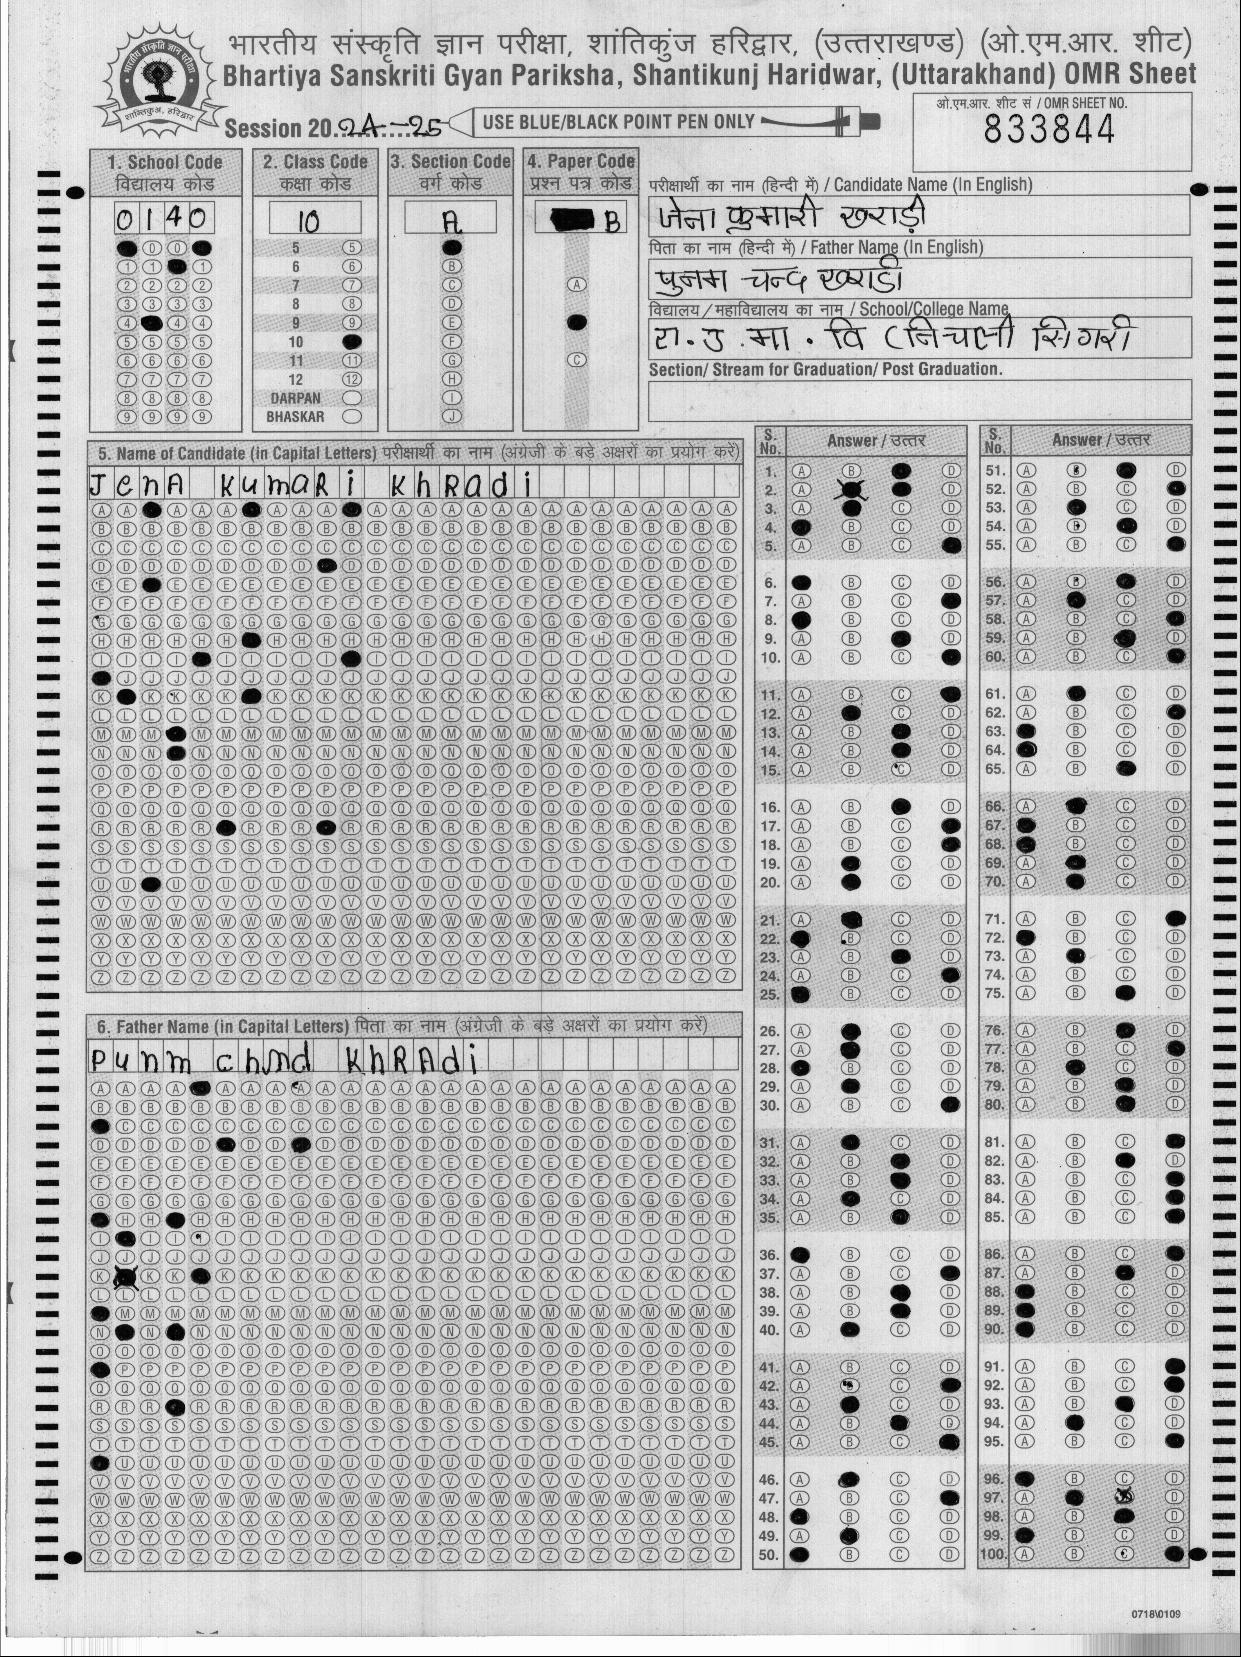 भारतीय संस्कृति ज्ञान परीक्षा, शांतिकुंज हरिद्वार, (उत्तराखण्ड) (ओ.एम.आर. शीट)
Bhartiya Sanskriti Gyan Pariksha, Shantikunj Haridwar, (Uttarakhand) OMR Sheet
Session 20..24-25
USE BLUE/BLACK POINT PEN ONLY
ओ.एम.आर. शीट सं / OMR SHEET NO.
833844
1. School Code
विद्यालय कोड
0140
2. Class Code
कक्षा कोड
10
5
6
7
8
9
10
11
12
DARPAN
BHASKAR
3. Section Code
वर्ग कोड
A
4. Paper Code
प्रश्न पत्र कोड
B
परीक्षार्थी का नाम (हिन्दी में) / Candidate Name (In English)
जेना कुमारी खराड़ी
पिता का नाम (हिन्दी में) / Father Name (In English)
पुनम चन्द खराडी
विद्यालय / महाविद्यालय का नाम / School/College Name
रा.उ.मा.वि (निचली सिगरी
Section/ Stream for Graduation/ Post Graduation.
5. Name of Candidate (in Capital Letters) परीक्षार्थी का नाम (अंग्रेजी के बड़े अक्षरों का प्रयोग करें)
JenA kumaRi KhRadi
6. Father Name (in Capital Letters) पिता का नाम (अंग्रेजी के बड़े अक्षरों का प्रयोग करें)
Punm chand KhRAdi
S. No. Answer / उत्तर
S. No. Answer / उत्तर
0718\0109